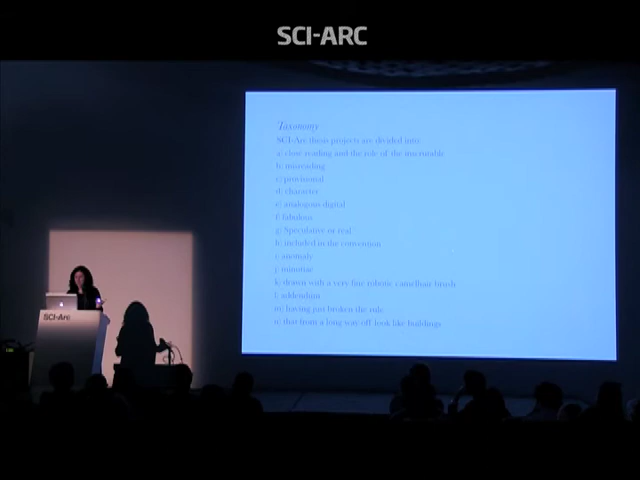 SCI-ARC
Taxonomy
SCI-Arc thesis projects are divided into:
a) close reading and the role of the inscrutable
b) misreading
c) provisional
d) character
e) analogous digital
f) fabulous
g) Speculative or real
h) included in the convention
i) anomaly
j) minutiae
k) drawn with a very fine robotic camelhair brush
l) addendum
m) having just broken the rule
n) that from a long way off look like buildings
SCI-Arc